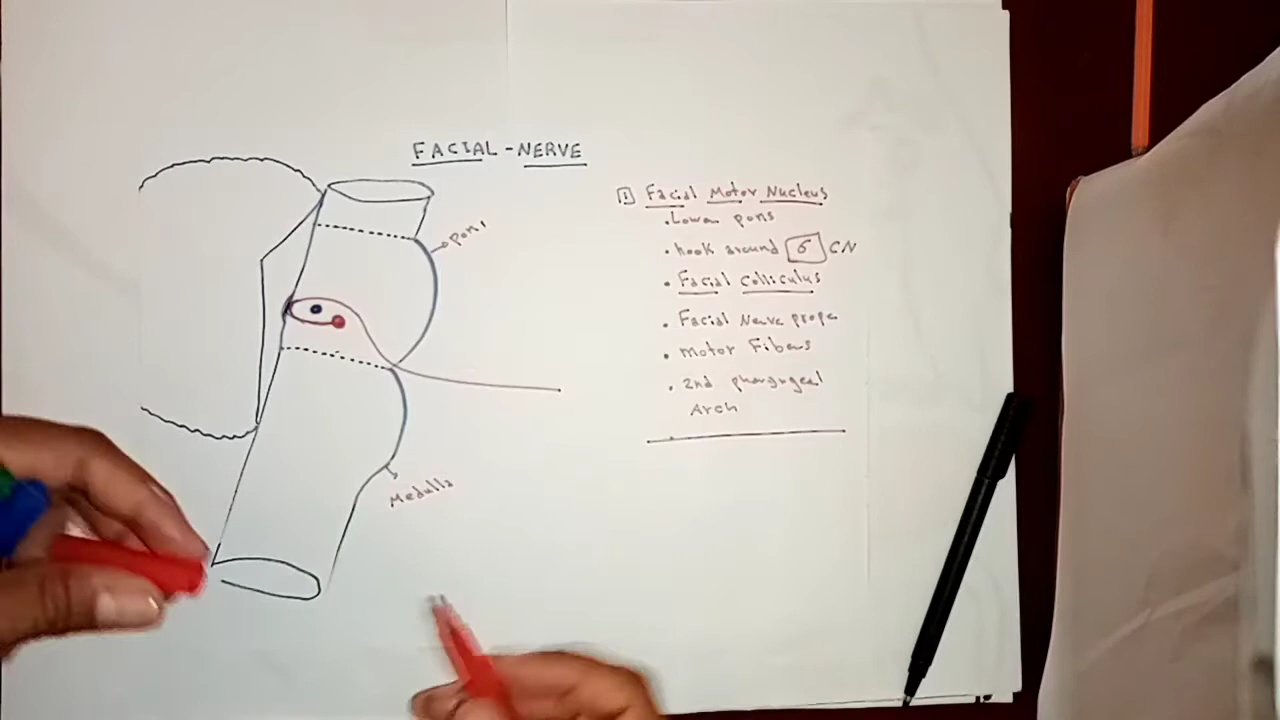 FACIAL-NERVE
Pons
Medulla
1 Facial Motor Nucleus
.Lower pons
.hook around 6 CN
.Facial Colliculus
.Facial Nerve prope
.Motor Fibers
.2nd pharyngeal
Arch